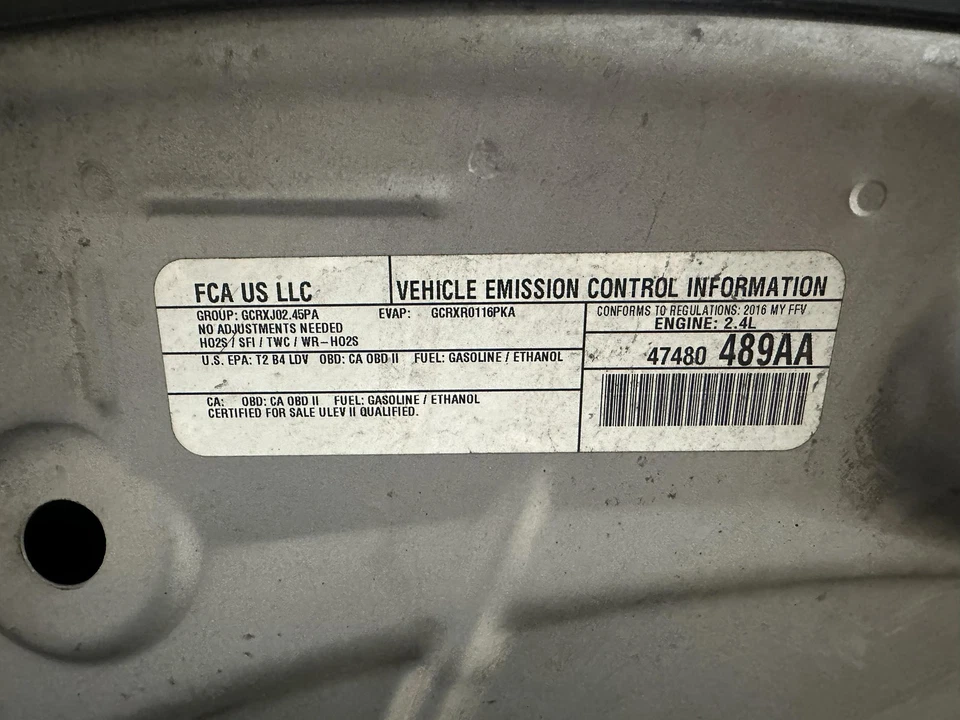 FCA US LLC
VEHICLE EMISSION CONTROL INFORMATION
GROUP: GCRXJ02.45PA
EVAP: GCRXR0116PKA
NO ADJUSTMENTS NEEDED
HO2S / SFI / TWC / WR-HO2S
U.S. EPA: T2 B4 LDV OBD: CA OBD II FUEL: GASOLINE / ETHANOL
CA: OBD: CA OBD II FUEL: GASOLINE / ETHANOL
CERTIFIED FOR SALE ULEV II QUALIFIED.
CONFORMS TO REGULATIONS: 2016 MY FFV
ENGINE: 2.4L
47480 489AA